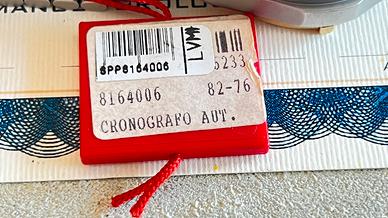 LVM
SPP8164006
5233
8164006 82-76
CRONOGRAFO AUT.